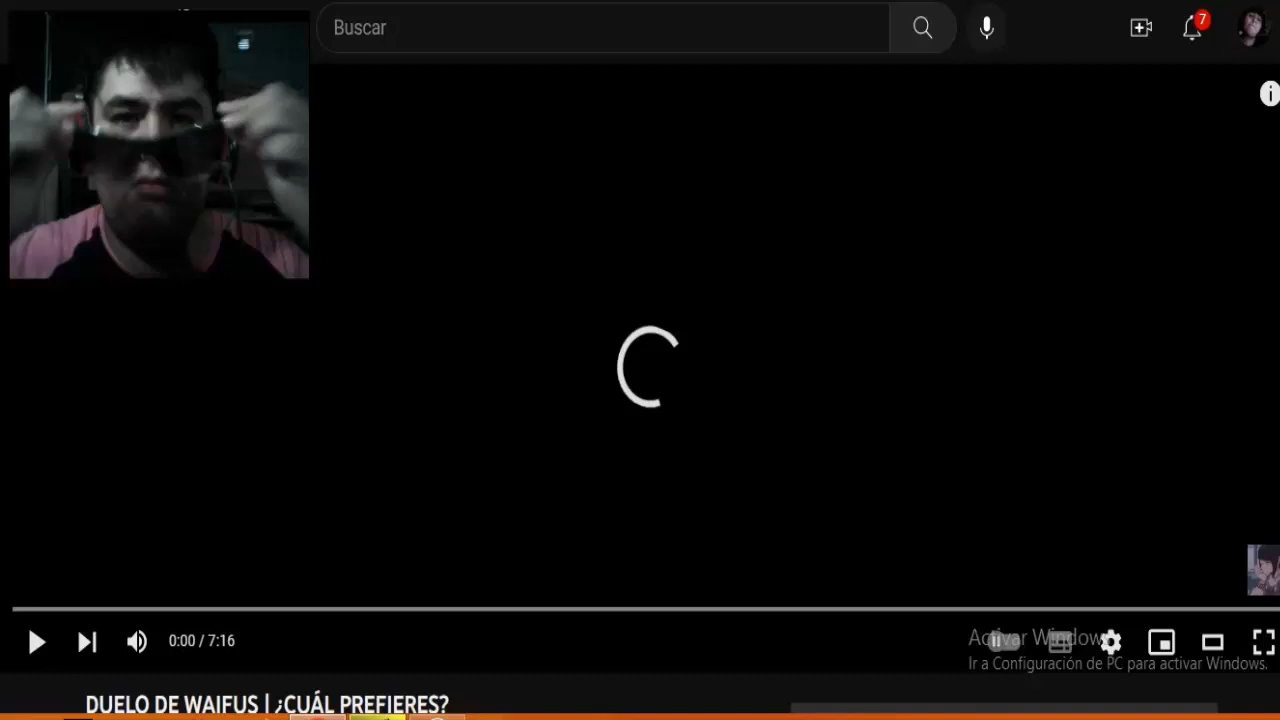 Buscar
7
0:00 / 7:16
Activar Windows
Ir a Configuración de PC para activar Windows.
DUELO DE WAIFUS | ¿CUÁL PREFIERES?